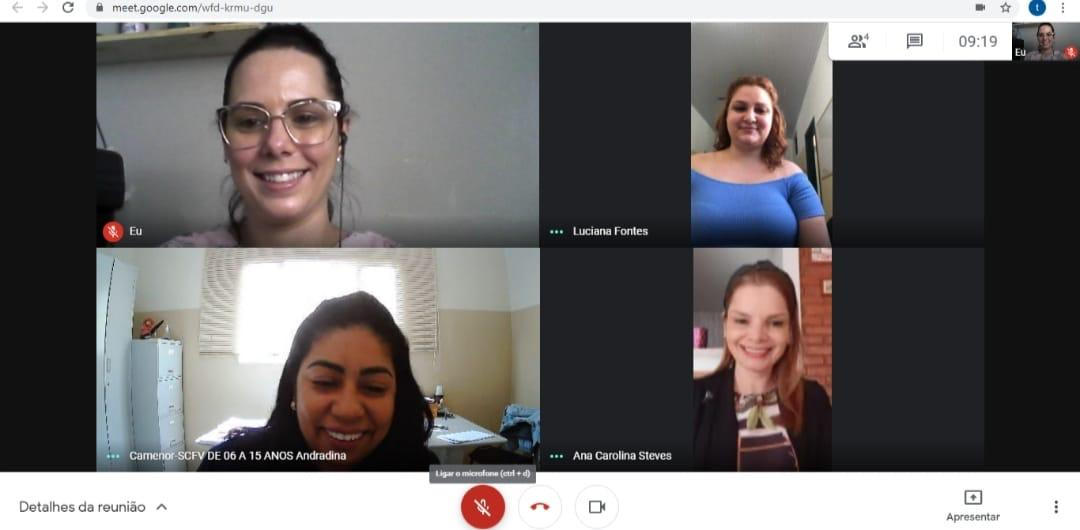 meet.google.com/wfd-krmu-dgu
t
4
09:19
Eu
Eu
Luciana Fontes
Camenor-SCFV DE 06 A 15 ANOS Andradina
Ana Carolina Steves
Ligar o microfone (ctrl + d)
Detalhes da reunião
Apresentar